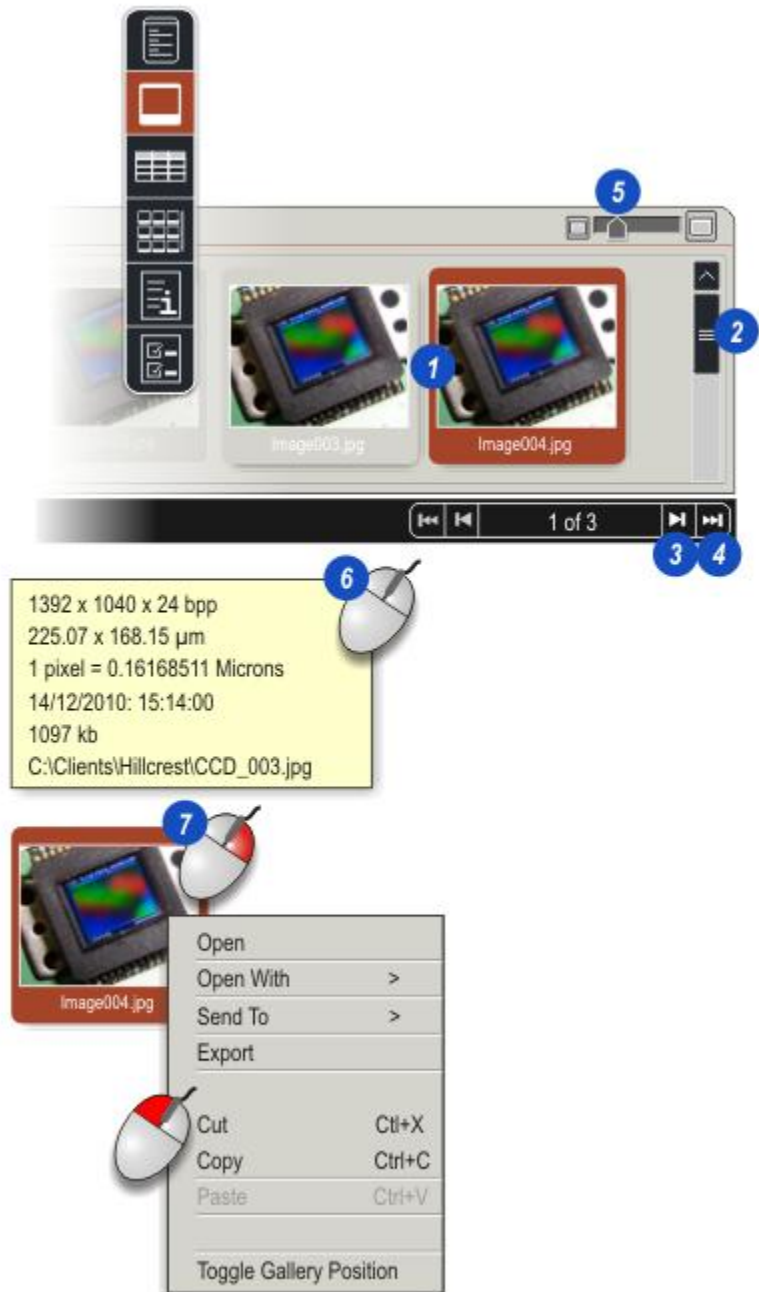 5
2
1
Image003.jpg
Image004.jpg
1 of 3
3
4
6
1392 x 1040 x 24 bpp
225.07 x 168.15 µm
1 pixel = 0.16168511 Microns
14/12/2010: 15:14:00
1097 kb
C:\Clients\Hillcrest\CCD_003.jpg
7
Image004.jpg
Open
Open With >
Send To >
Export
Cut Ctl+X
Copy Ctrl+C
Paste Ctrl+V
Toggle Gallery Position